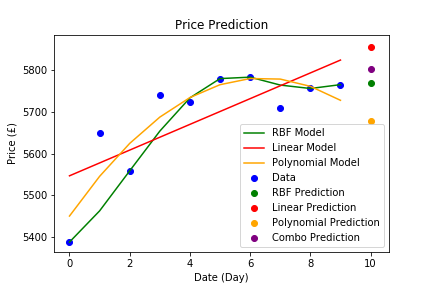 Price Prediction
Price (£)
5800
5700
5600
5500
5400
RBF Model
Linear Model
Polynomial Model
Data
RBF Prediction
Linear Prediction
Polynomial Prediction
Combo Prediction
0 2 4 6 8 10
Date (Day)